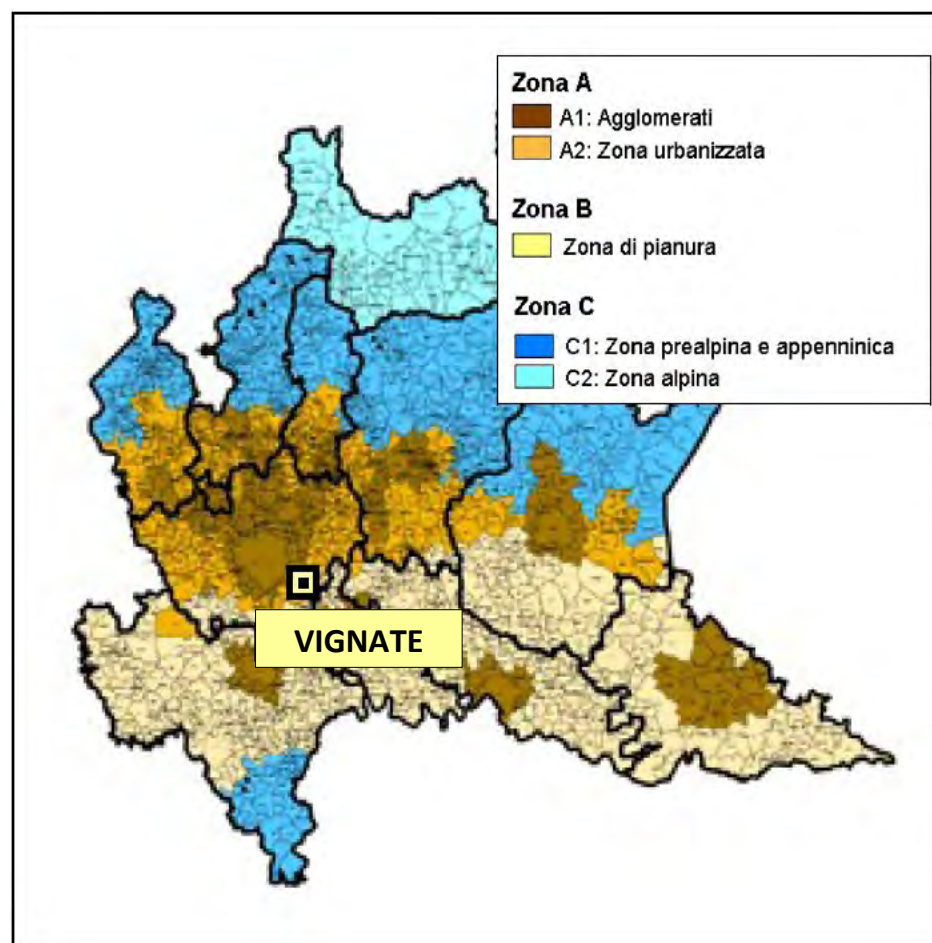 Zona A
A1: Agglomerati
A2: Zona urbanizzata
Zona B
Zona di pianura
Zona C
C1: Zona prealpina e appenninica
C2: Zona alpina
VIGNATE